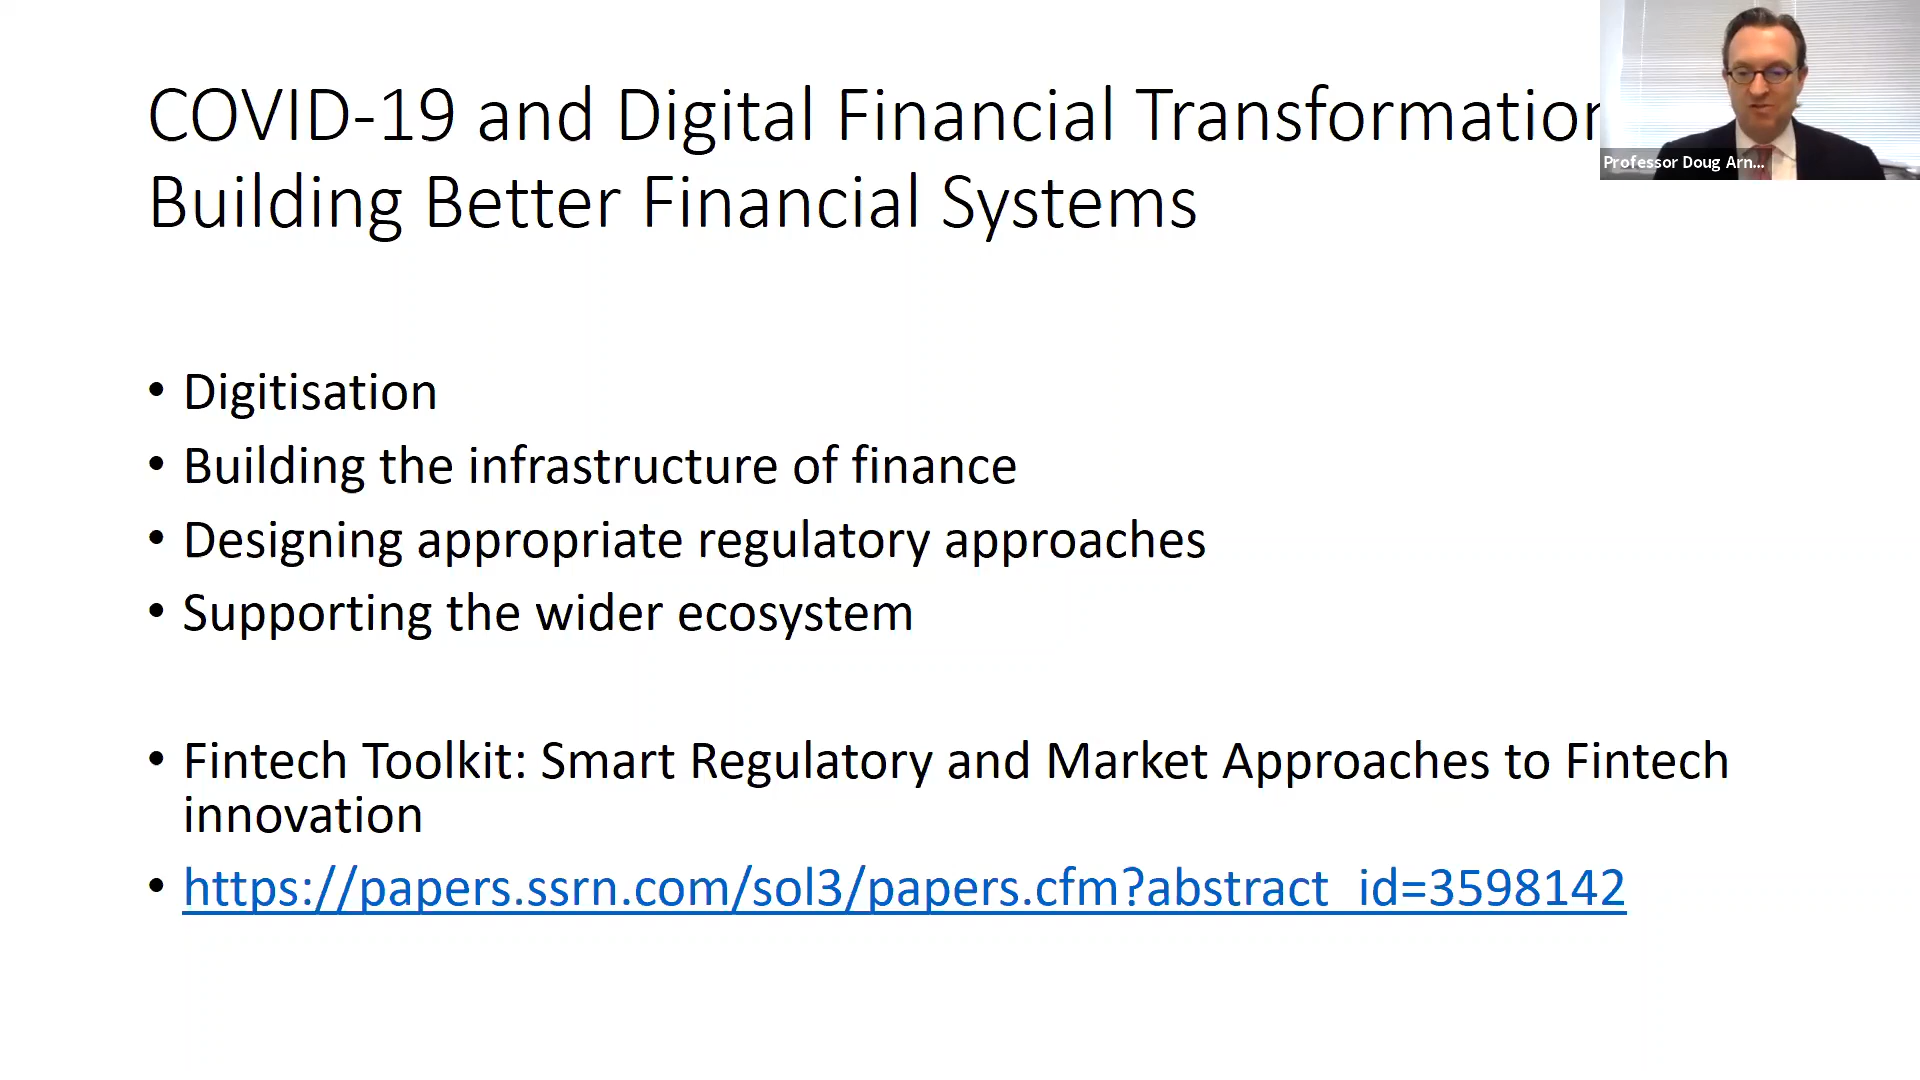 COVID-19 and Digital Financial Transformation
Building Better Financial Systems
Professor Doug Arn...
• Digitisation
• Building the infrastructure of finance
• Designing appropriate regulatory approaches
• Supporting the wider ecosystem
• Fintech Toolkit: Smart Regulatory and Market Approaches to Fintech
innovation
• https://papers.ssrn.com/sol3/papers.cfm?abstract_id=3598142